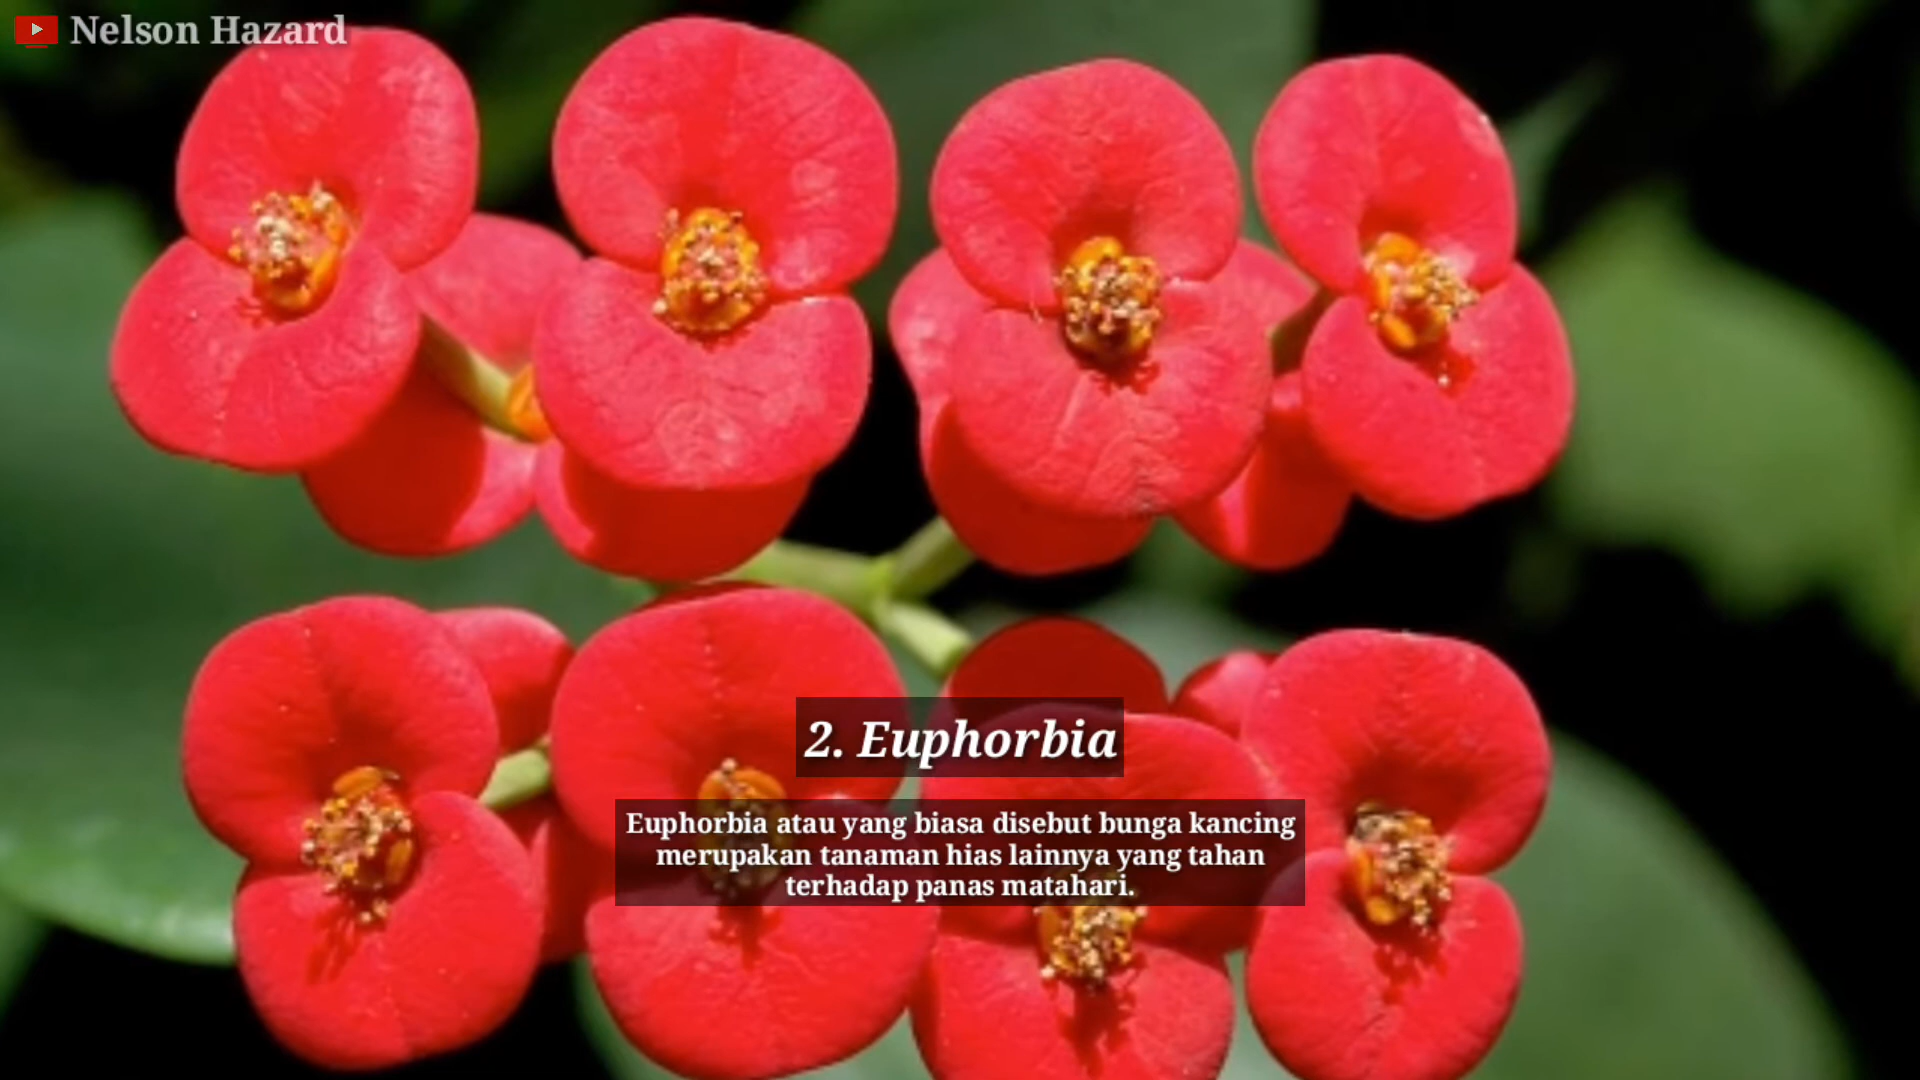 Nelson Hazard
2. Euphorbia
Euphorbia atau yang biasa disebut bunga kancing
merupakan tanaman hias lainnya yang tahan
terhadap panas matahari.